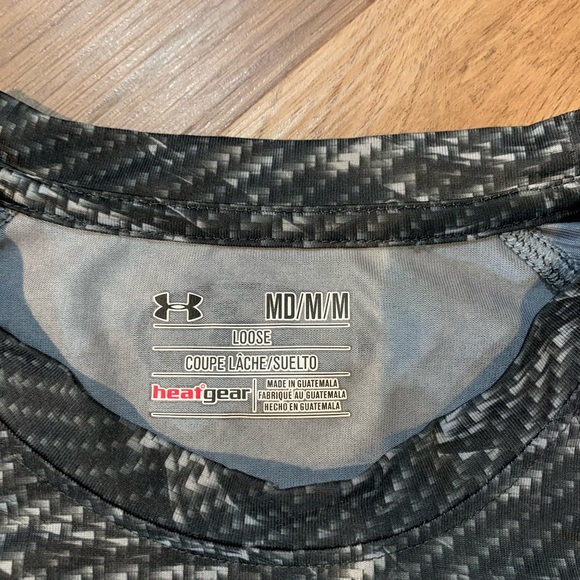 MD/M/M
LOOSE
COUPE LÂCHE/SUELTO
heatgear
MADE IN GUATEMALA
FABRIQUÉ AU GUATEMALA
HECHO EN GUATEMALA